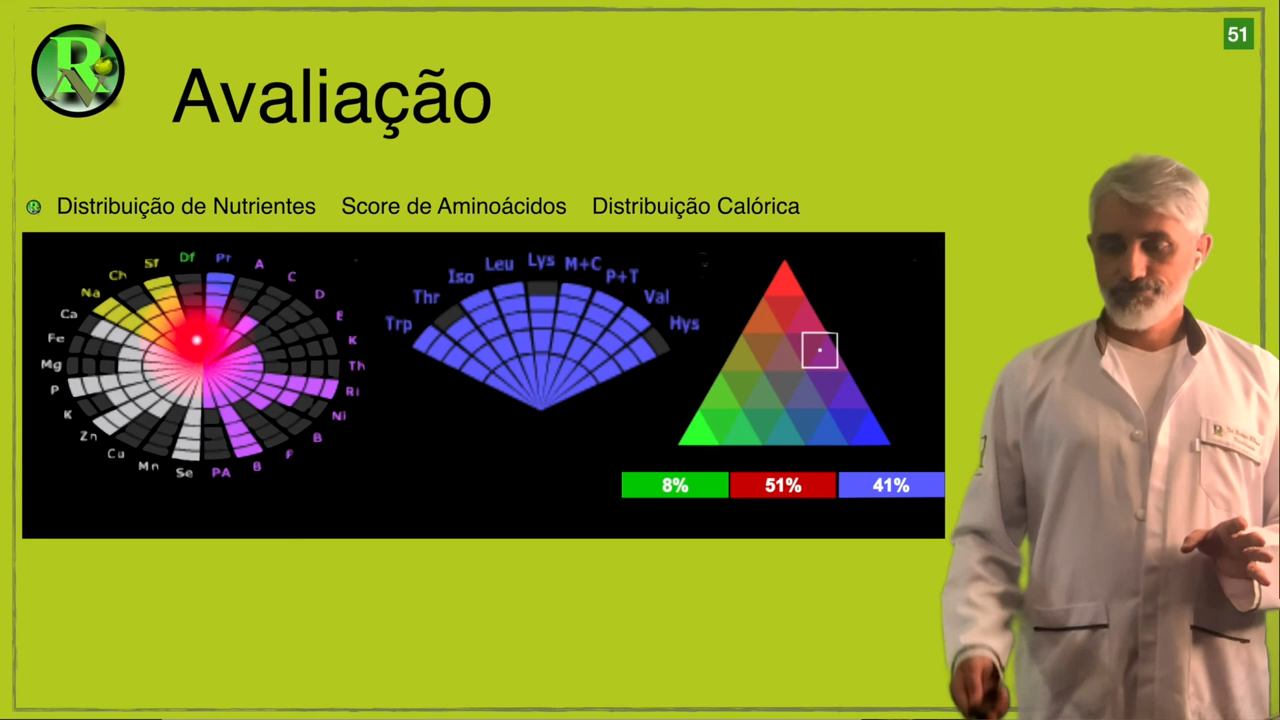 51
Avaliação
Distribuição de Nutrientes Score de Aminoácidos Distribuição Calórica
Df Pr A C D E K Th Ri Ni B F B PA Se Mn Cu Zn K P Mg Fe Ca Na Ch Sf
Trp Thr Iso Leu Lys M+C P+T Val Hys
8% 51% 41%